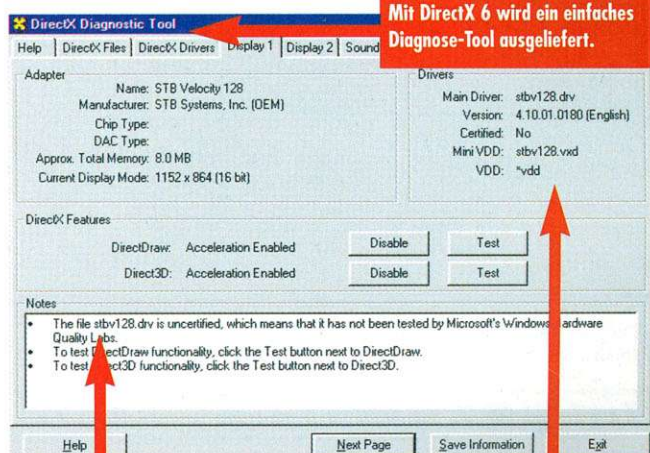 DirectX Diagnostic Tool
Mit DirectX 6 wird ein einfaches
Diagnose-Tool ausgeliefert.
Help DirectX Files DirectX Drivers Display 1 Display 2 Sound
Adapter
Name: STB Velocity 128
Manufacturer: STB Systems, Inc. (OEM)
Chip Type:
DAC Type:
Approx. Total Memory: 8.0 MB
Current Display Mode: 1152 x 864 (16 bit)
Drivers
Main Driver: stbv128.drv
Version: 4.10.01.0180 (English)
Certified: No
Mini VDD: stbv128.vxd
VDD: *vdd
DirectX Features
DirectDraw: Acceleration Enabled Disable Test
Direct3D: Acceleration Enabled Disable Test
Notes
• The file stbv128.drv is uncertified, which means that it has not been tested by Microsoft's Windows Hardware
Quality Labs.
• To test DirectDraw functionality, click the Test button next to DirectDraw.
• To test Direct3D functionality, click the Test button next to Direct3D.
Help Next Page Save Information Exit